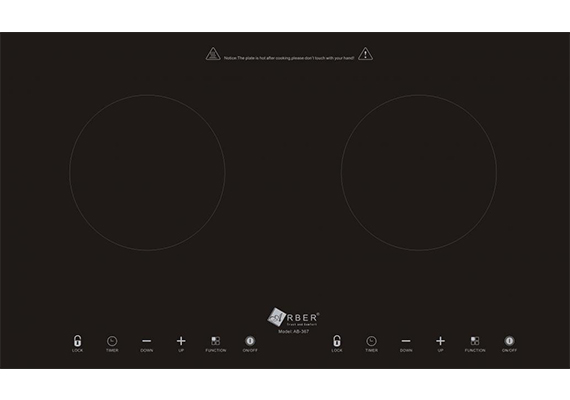 Notice:The plate is hot after cooking,please don't touch with your hand!
RBER®
Trust and Comfort
Model: AB-367
LOCK TIMER DOWN UP FUNCTION ON/OFF LOCK TIMER DOWN UP FUNCTION ON/OFF